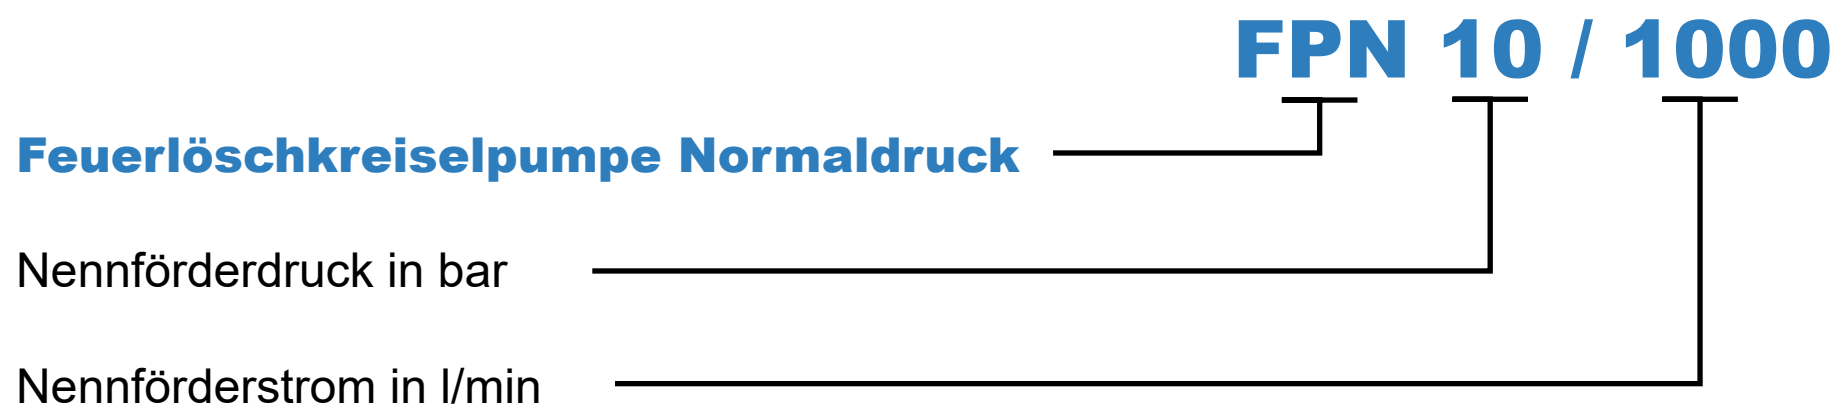 FPN 10 / 1000
Feuerlöschkreiselpumpe Normaldruck
Nennförderdruck in bar
Nennförderstrom in l/min